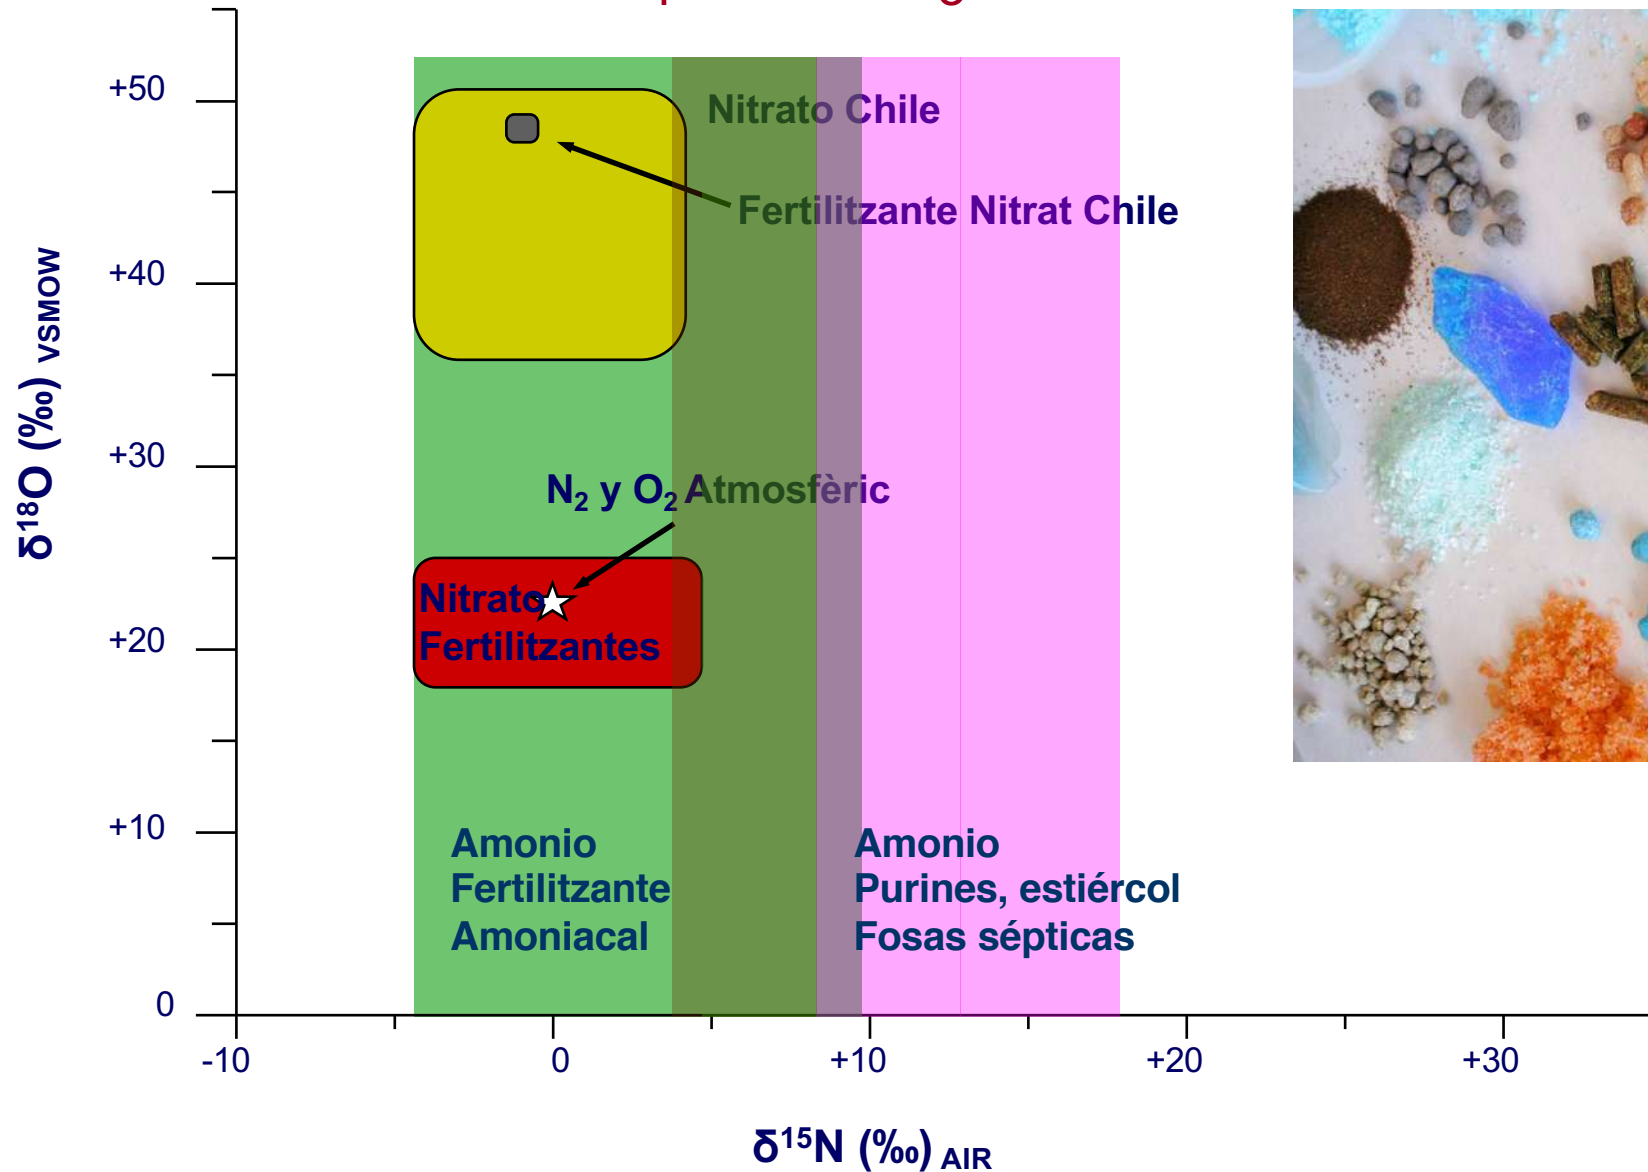 +50
Nitrato Chile
Fertilitzante Nitrat Chile
+40
δ18O (‰) VSMOW
+30
N2 y O2 Atmosfèric
Nitrato
Fertilitzantes
+20
+10
Amonio
Fertilitzante
Amoniacal
Amonio
Purines, estiércol
Fosas sépticas
0
-10
0
+10
+20
+30
δ15N (‰) AIR